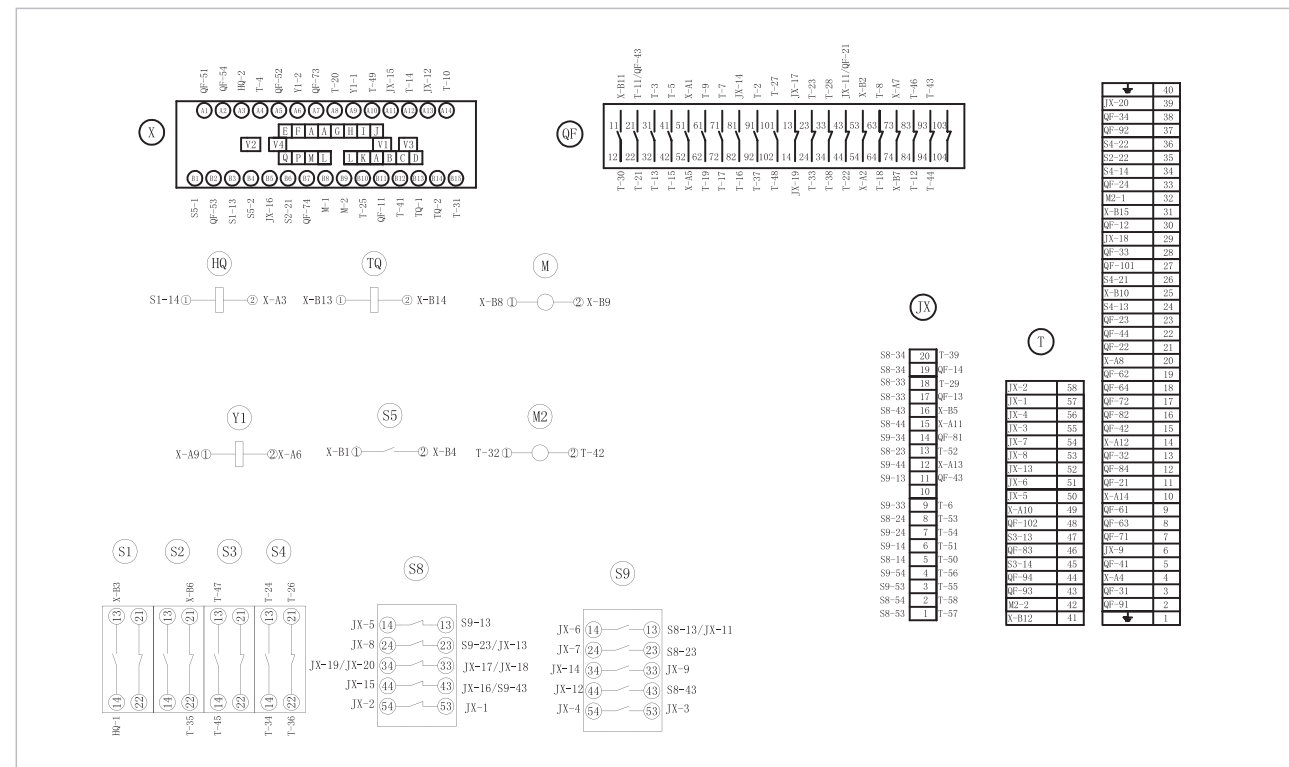 QF-51 QF-54 HQ-2 T-4 QF-52 Y1-2 QF-73 T-20 Y1-1 T-49 JX-15 T-14 JX-12 T-10
A1 A2 A3 A4 A5 A6 A7 A8 A9 A10 A11 A12 A13 A14
X
E F A A G H I J
V2 V4 V1 V3
Q P M L L K A B C D
B1 B2 B3 B4 B5 B6 B7 B8 B9 B10 B11 B12 B13 B14 B15
S5-1 QF-53 S1-13 S5-2 JX-16 S2-21 QF-74 M-1 M-2 T-25 QF-11 T-41 TQ-1 TQ-2 T-31
X-B11 T-11/QF-43 T-3 T-5 X-A1 T-9 T-7 JX-14 T-2 T-27 JX-17 T-23 T-28 JX-11/QF-21 X-B2 T-8 X-A7 T-46 T-43
QF
11 21 31 41 51 61 71 81 91 101 13 23 33 43 53 63 73 83 93 103
12 22 32 42 52 62 72 82 92 102 14 24 34 44 54 64 74 84 94 104
T-30 T-21 T-13 T-15 X-A5 T-19 T-17 T-16 T-37 T-48 JX-19 T-33 T-38 T-22 X-A2 T-18 X-B7 T-12 T-44
HQ
S1-14 ① ② X-A3
TQ
X-B13 ① ② X-B14
M
X-B8 ① ② X-B9
Y1
X-A9 ① ② X-A6
S5
X-B1 ① ② X-B4
M2
T-32 ① ② T-42
S1 S2 S3 S4
X-B3 X-B6 T-47 T-24 T-26
13 21 13 21 13 21 13 21
14 22 14 22 14 22 14 22
HQ-1 T-35 T-45 T-34 T-36
S8
JX-5 14 13 S9-13
JX-8 24 23 S9-23/JX-13
JX-19/JX-20 34 33 JX-17/JX-18
JX-15 44 43 JX-16/S9-43
JX-2 54 53 JX-1
S9
JX-6 14 13 S8-13/JX-11
JX-7 24 23 S8-23
JX-14 34 33 JX-9
JX-12 44 43 S8-43
JX-4 54 53 JX-3
JX
S8-34 20 T-39
S8-34 19 QF-14
S8-33 18 T-29
S8-33 17 QF-13
S8-43 16 X-B5
S8-44 15 X-A11
S9-34 14 QF-81
S8-23 13 T-52
S9-44 12 X-A13
S9-13 11 QF-43
10
S9-33 9 T-6
S8-24 8 T-53
S9-24 7 T-54
S9-14 6 T-51
S8-14 5 T-50
S9-54 4 T-56
S9-53 3 T-55
S8-54 2 T-58
S8-53 1 T-57
T
JX-2 58
JX-1 57
JX-4 56
JX-3 55
JX-7 54
JX-8 53
JX-13 52
JX-6 51
JX-5 50
X-A10 49
QF-102 48
S3-13 47
QF-83 46
S3-14 45
QF-94 44
QF-93 43
M2-2 42
X-B12 41
40
JX-20 39
QF-34 38
QF-92 37
S4-22 36
S2-22 35
S4-14 34
QF-24 33
M2-1 32
X-B15 31
QF-12 30
JX-18 29
QF-33 28
QF-101 27
S4-21 26
X-B10 25
S4-13 24
QF-23 23
QF-44 22
QF-22 21
X-A8 20
QF-62 19
QF-64 18
QF-72 17
QF-82 16
QF-42 15
X-A12 14
QF-32 13
QF-84 12
QF-21 11
X-A14 10
QF-61 9
QF-63 8
QF-71 7
JX-9 6
QF-41 5
X-A4 4
QF-31 3
QF-91 2
1